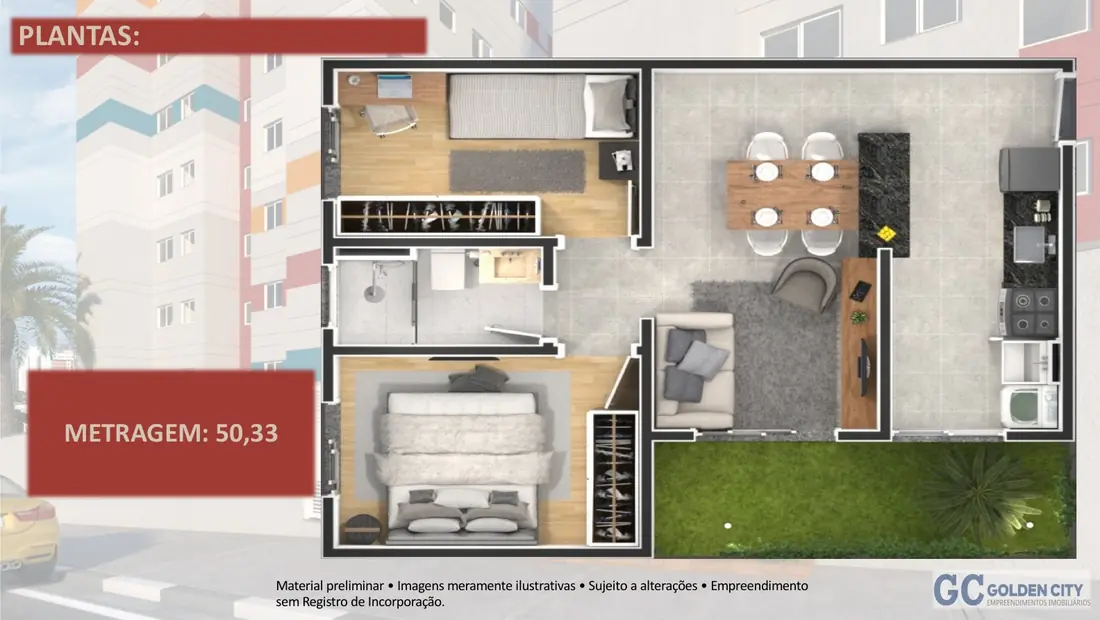 PLANTAS:
METRAGEM: 50,33
Material preliminar • Imagens meramente ilustrativas • Sujeito a alterações • Empreendimento
sem Registro de Incorporação.
GC GOLDEN CITY
EMPREENDIMENTOS IMOBILIÁRIOS